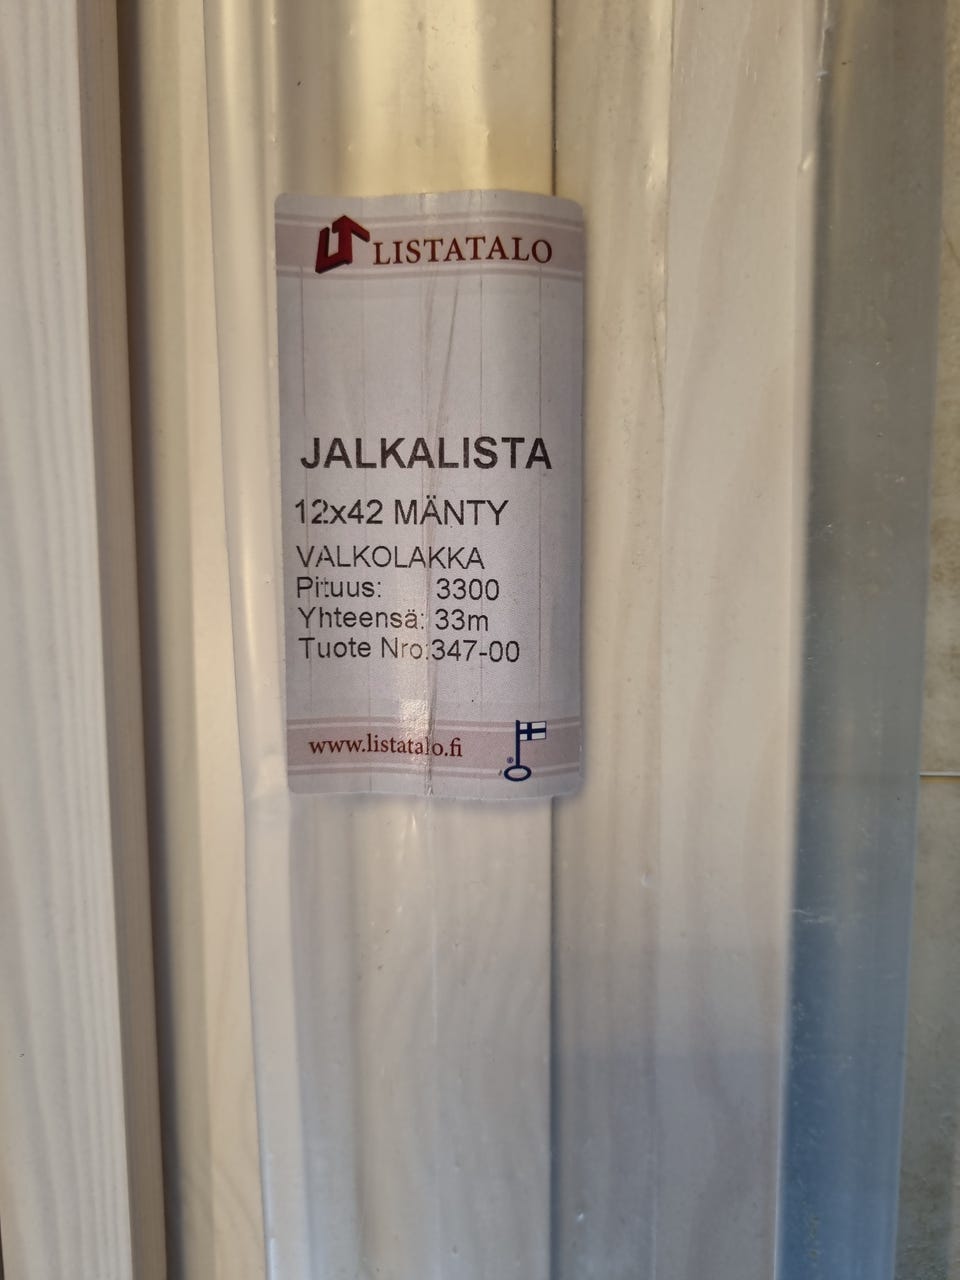 LISTATALO
JALKALISTA
12x42 MÄNTY
VALKOLAKKA
Pituus: 3300
Yhteensä: 33m
Tuote Nro:347-00
www.listatalo.fi